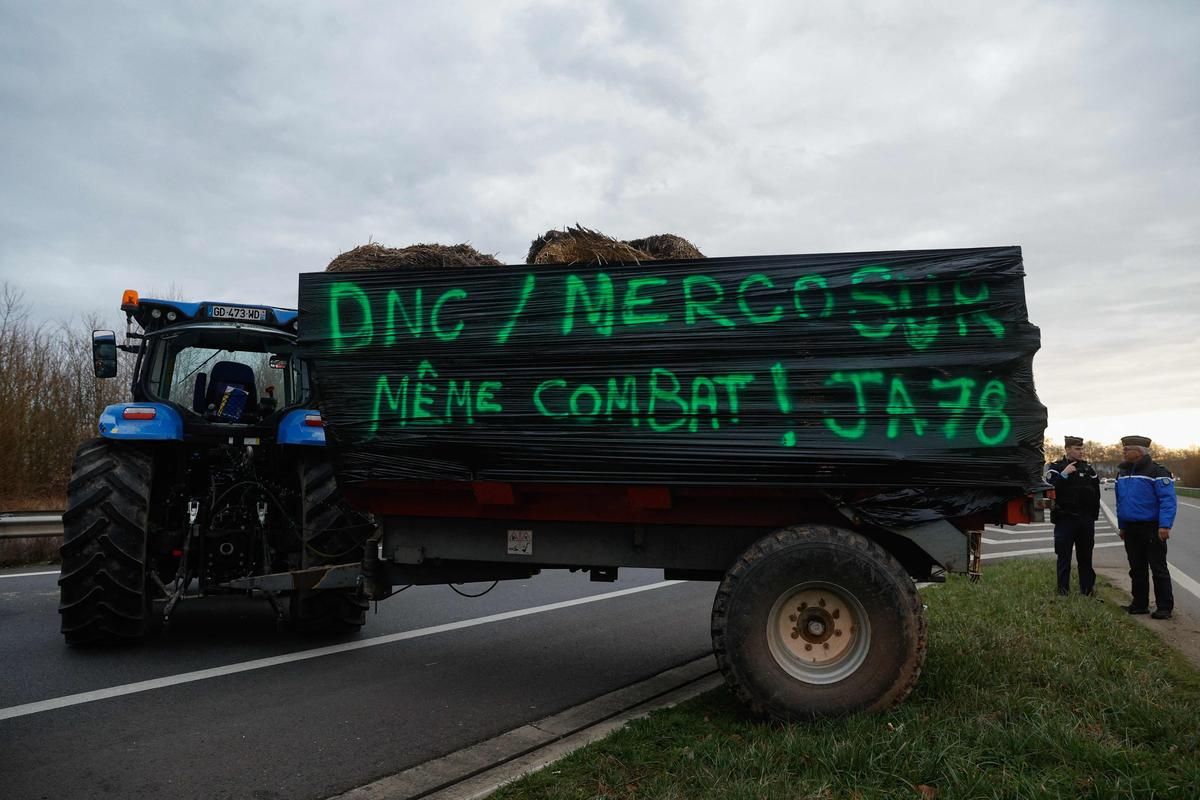 GD-473-WD
DNC / MERCOSUR
MÊME COMBAT ! JA78